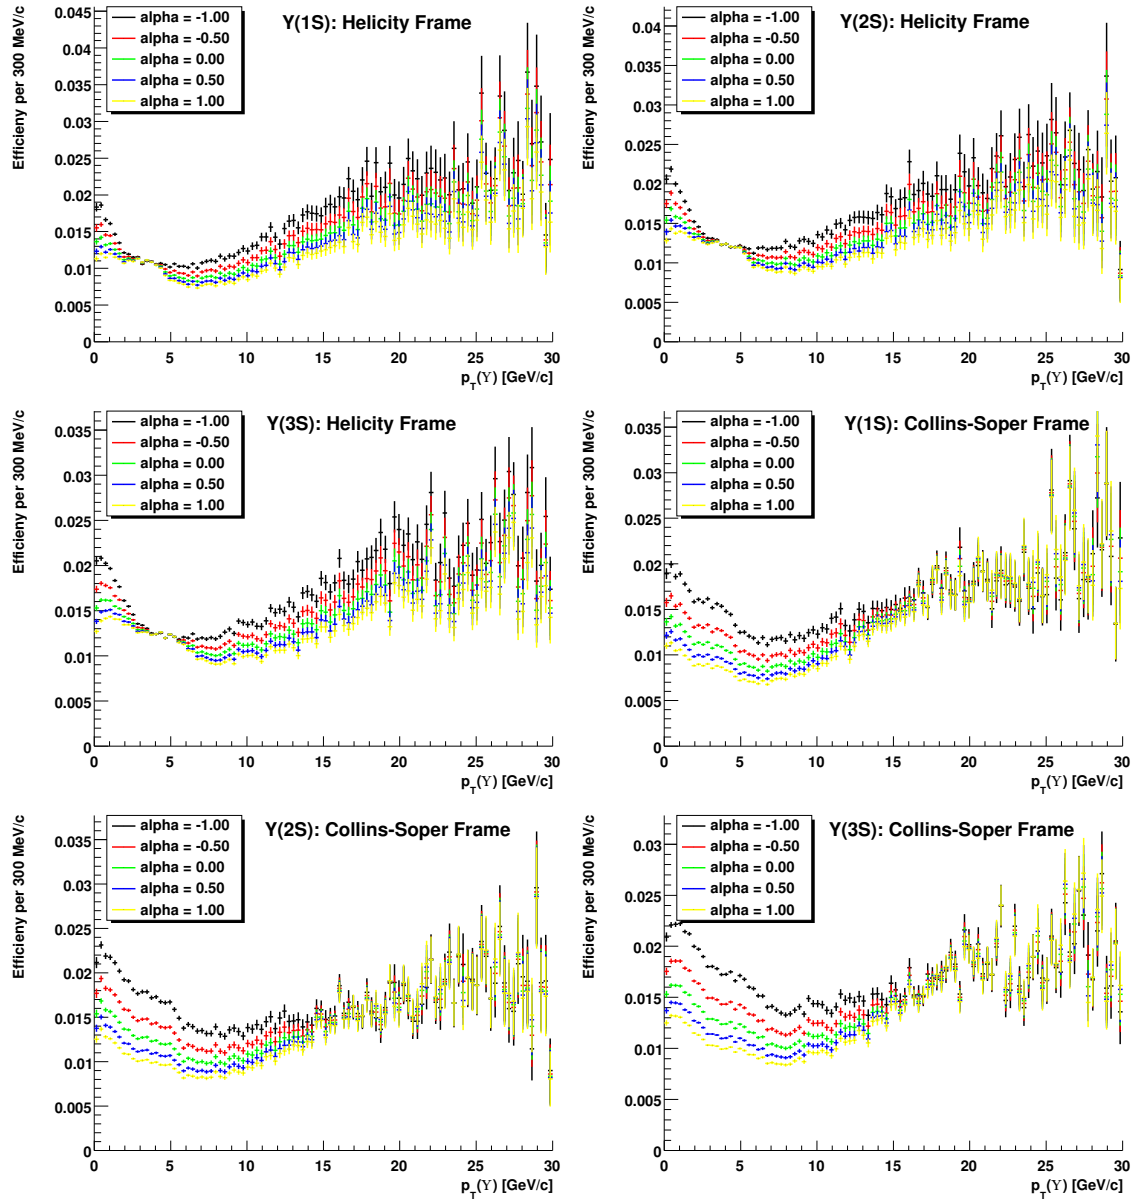 Efficieny per 300 MeV/c
Y(1S): Helicity Frame
alpha = -1.00
alpha = -0.50
alpha = 0.00
alpha = 0.50
alpha = 1.00
0.045
0.04
0.035
0.03
0.025
0.02
0.015
0.01
0.005
0
0 5 10 15 20 25 30
p_T(ϒ) [GeV/c]
Efficieny per 300 MeV/c
Y(2S): Helicity Frame
alpha = -1.00
alpha = -0.50
alpha = 0.00
alpha = 0.50
alpha = 1.00
0.04
0.035
0.03
0.025
0.02
0.015
0.01
0.005
0
0 5 10 15 20 25 30
p_T(ϒ) [GeV/c]
Efficieny per 300 MeV/c
Y(3S): Helicity Frame
alpha = -1.00
alpha = -0.50
alpha = 0.00
alpha = 0.50
alpha = 1.00
0.035
0.03
0.025
0.02
0.015
0.01
0.005
0
0 5 10 15 20 25 30
p_T(ϒ) [GeV/c]
Efficieny per 300 MeV/c
Y(1S): Collins-Soper Frame
alpha = -1.00
alpha = -0.50
alpha = 0.00
alpha = 0.50
alpha = 1.00
0.035
0.03
0.025
0.02
0.015
0.01
0.005
0
0 5 10 15 20 25 30
p_T(ϒ) [GeV/c]
Efficieny per 300 MeV/c
Y(2S): Collins-Soper Frame
alpha = -1.00
alpha = -0.50
alpha = 0.00
alpha = 0.50
alpha = 1.00
0.035
0.03
0.025
0.02
0.015
0.01
0.005
0
0 5 10 15 20 25 30
p_T(ϒ) [GeV/c]
Efficieny per 300 MeV/c
Y(3S): Collins-Soper Frame
alpha = -1.00
alpha = -0.50
alpha = 0.00
alpha = 0.50
alpha = 1.00
0.03
0.025
0.02
0.015
0.01
0.005
0
0 5 10 15 20 25 30
p_T(ϒ) [GeV/c]